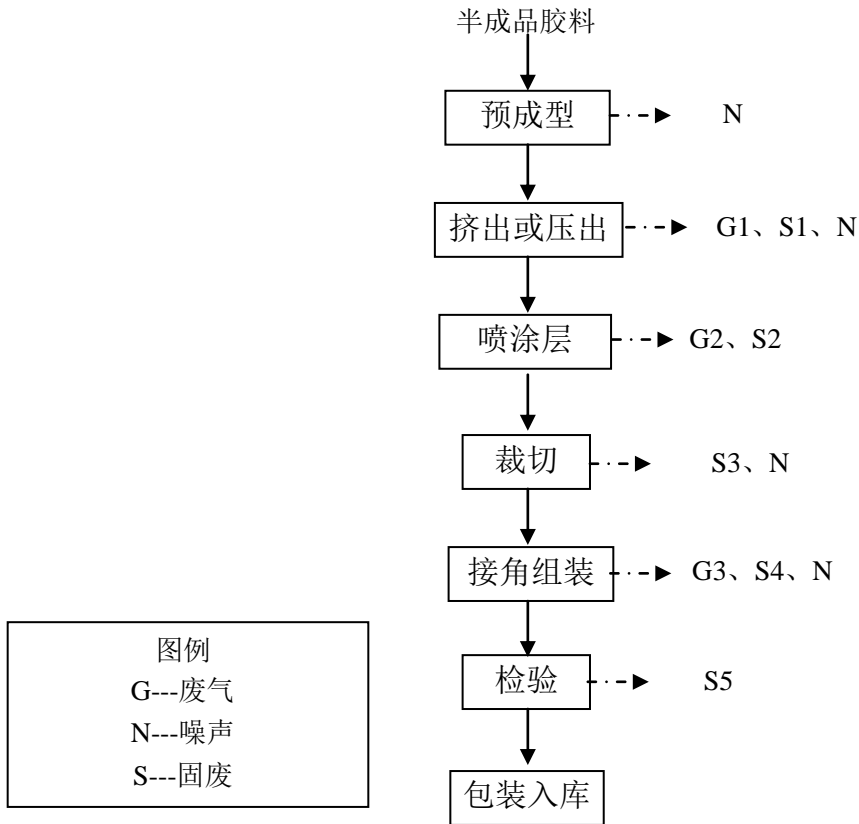 半成品胶料
预成型
N
挤出或压出
G1、S1、N
喷涂层
G2、S2
裁切
S3、N
接角组装
G3、S4、N
检验
S5
包装入库
图例
G---废气
N---噪声
S---固废